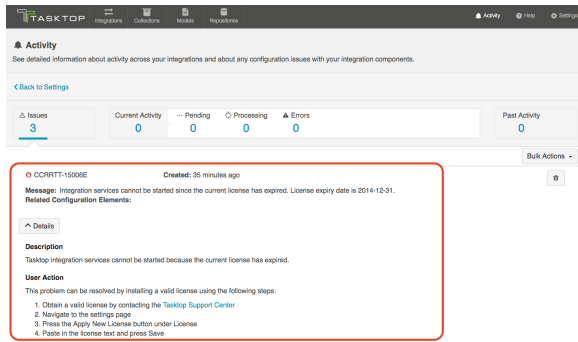 TASKTOP
Integrations Collections Models Repositories
Activity Help Settings
Activity
See detailed information about activity across your integrations and about any configuration issues with your integration components.
Back to Settings
Issues
3
Current Activity
0
Pending
0
Processing
0
Errors
0
Past Activity
0
Bulk Actions
CCRRTT-15006E Created: 35 minutes ago
Message: Integration services cannot be started since the current license has expired. License expiry date is 2014-12-31.
Related Configuration Elements:
Details
Description
Tasktop integration services cannot be started because the current license has expired.
User Action
This problem can be resolved by installing a valid license using the following steps:
1. Obtain a valid license by contacting the Tasktop Support Center
2. Navigate to the settings page
3. Press the Apply New License button under License
4. Paste in the license text and press Save